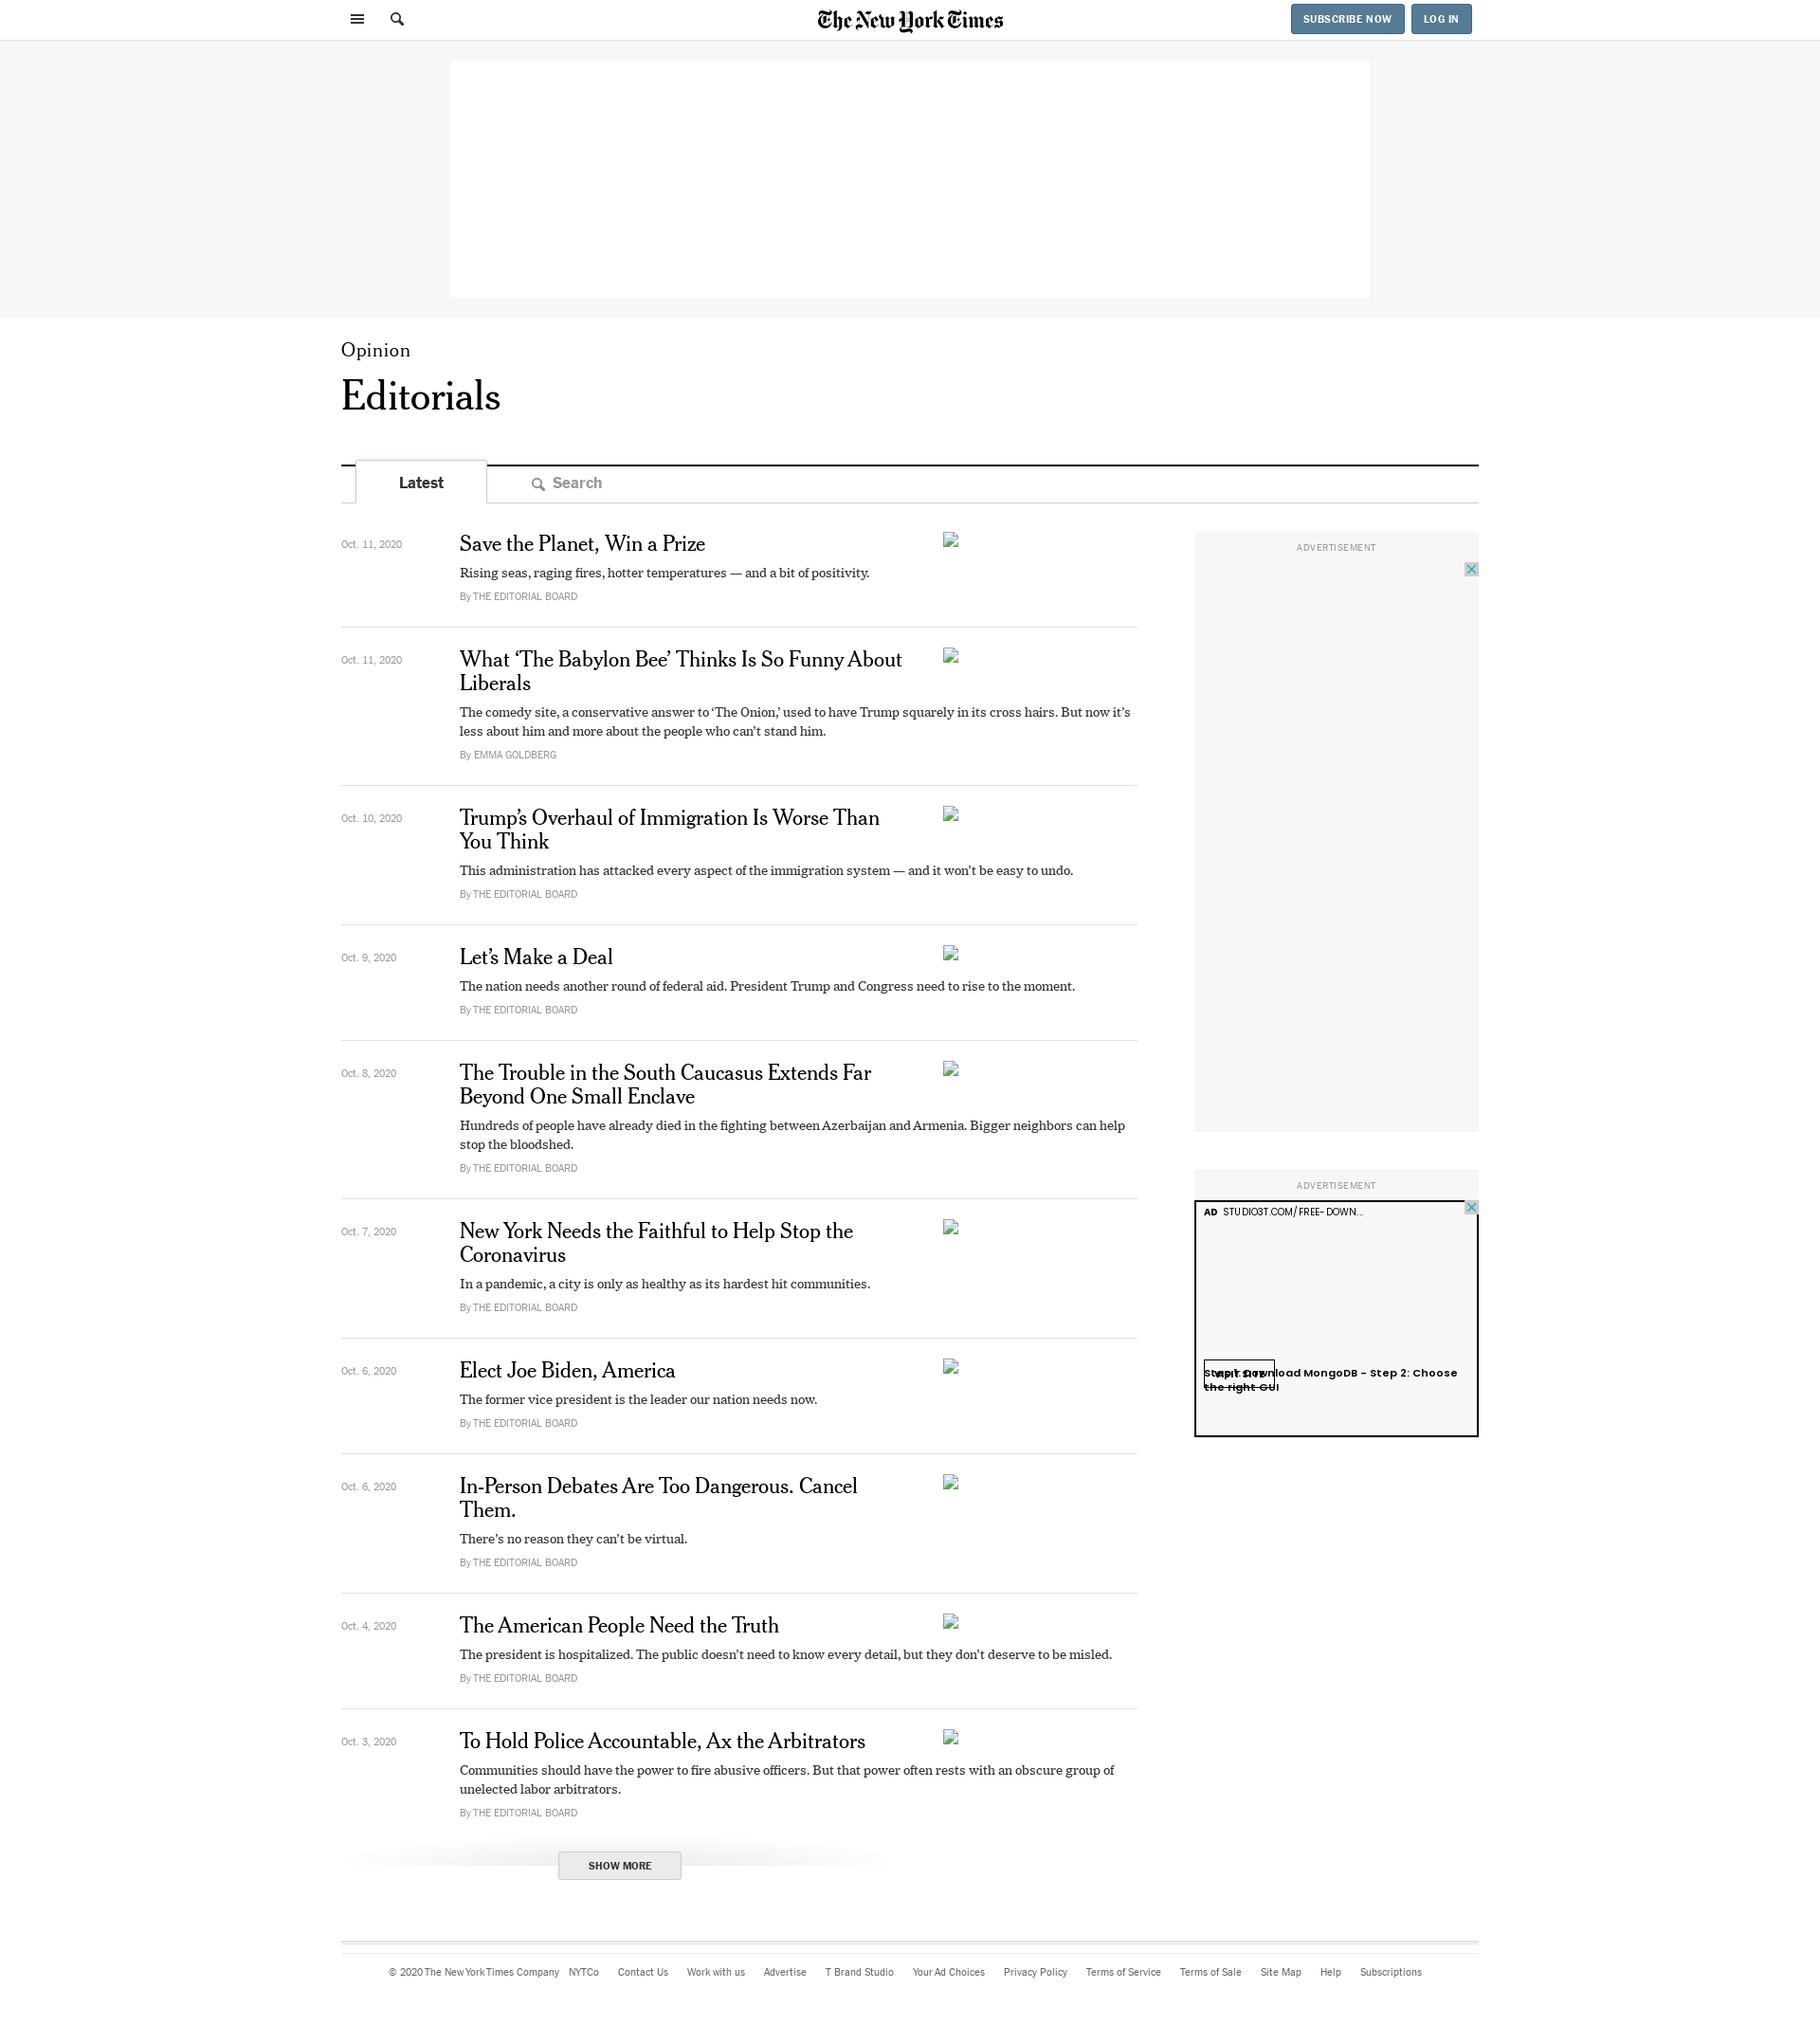 The New York Times
SUBSCRIBE NOW
LOG IN
Opinion
Editorials
Latest
Search
Oct. 11, 2020
Save the Planet, Win a Prize
Rising seas, raging fires, hotter temperatures — and a bit of positivity.
By THE EDITORIAL BOARD
Oct. 11, 2020
What ‘The Babylon Bee’ Thinks Is So Funny About
Liberals
The comedy site, a conservative answer to ‘The Onion,’ used to have Trump squarely in its cross hairs. But now it’s
less about him and more about the people who can’t stand him.
By EMMA GOLDBERG
Oct. 10, 2020
Trump’s Overhaul of Immigration Is Worse Than
You Think
This administration has attacked every aspect of the immigration system — and it won’t be easy to undo.
By THE EDITORIAL BOARD
Oct. 9, 2020
Let’s Make a Deal
The nation needs another round of federal aid. President Trump and Congress need to rise to the moment.
By THE EDITORIAL BOARD
Oct. 8, 2020
The Trouble in the South Caucasus Extends Far
Beyond One Small Enclave
Hundreds of people have already died in the fighting between Azerbaijan and Armenia. Bigger neighbors can help
stop the bloodshed.
By THE EDITORIAL BOARD
Oct. 7, 2020
New York Needs the Faithful to Help Stop the
Coronavirus
In a pandemic, a city is only as healthy as its hardest hit communities.
By THE EDITORIAL BOARD
Oct. 6, 2020
Elect Joe Biden, America
The former vice president is the leader our nation needs now.
By THE EDITORIAL BOARD
Oct. 6, 2020
In-Person Debates Are Too Dangerous. Cancel
Them.
There’s no reason they can’t be virtual.
By THE EDITORIAL BOARD
Oct. 4, 2020
The American People Need the Truth
The president is hospitalized. The public doesn’t need to know every detail, but they don’t deserve to be misled.
By THE EDITORIAL BOARD
Oct. 3, 2020
To Hold Police Accountable, Ax the Arbitrators
Communities should have the power to fire abusive officers. But that power often rests with an obscure group of
unelected labor arbitrators.
By THE EDITORIAL BOARD
SHOW MORE
ADVERTISEMENT
ADVERTISEMENT
AD STUDIO3T.COM/FREE-DOWN...
VISIT SITE
Step 1: Download MongoDB - Step 2: Choose
the right GUI
© 2020 The New York Times Company NYTCo Contact Us Work with us Advertise T Brand Studio Your Ad Choices Privacy Policy Terms of Service Terms of Sale Site Map Help Subscriptions